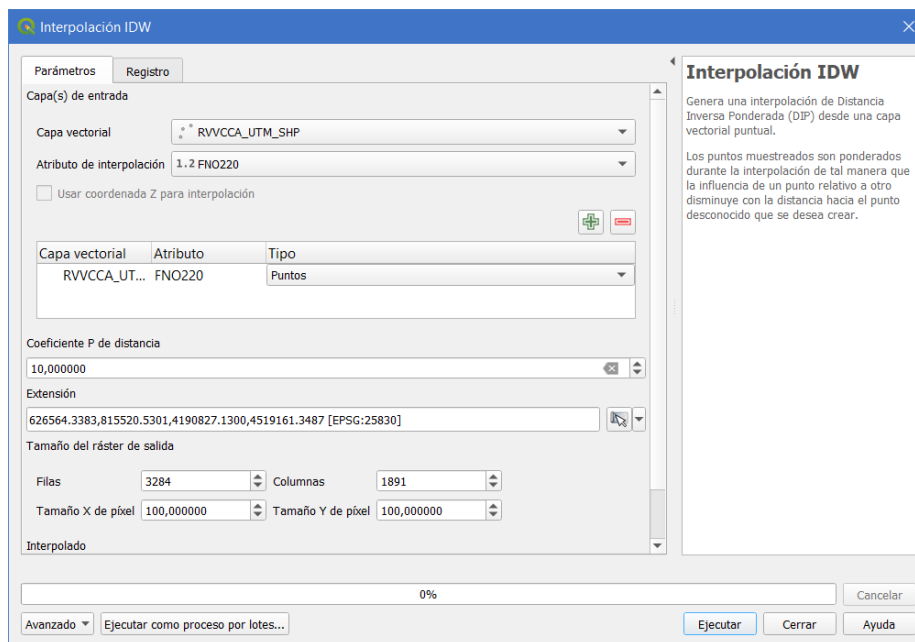 Interpolación IDW
Parámetros
Registro
Capa(s) de entrada
Capa vectorial
RVVCCA_UTM_SHP
Atributo de interpolación
1.2 FNO220
Usar coordenada Z para interpolación
Capa vectorial Atributo Tipo
RVVCCA_UT... FNO220 Puntos
Coeficiente P de distancia
10,000000
Extensión
626564.3383,815520.5301,4190827.1300,4519161.3487 [EPSG:25830]
Tamaño del ráster de salida
Filas 3284 Columnas 1891
Tamaño X de píxel 100,000000 Tamaño Y de píxel 100,000000
Interpolado
Interpolación IDW
Genera una interpolación de Distancia
Inversa Ponderada (DIP) desde una capa
vectorial puntual.
Los puntos muestreados son ponderados
durante la interpolación de tal manera que
la influencia de un punto relativo a otro
disminuye con la distancia hacia el punto
desconocido que se desea crear.
0%
Cancelar
Avanzado
Ejecutar como proceso por lotes...
Ejecutar
Cerrar
Ayuda